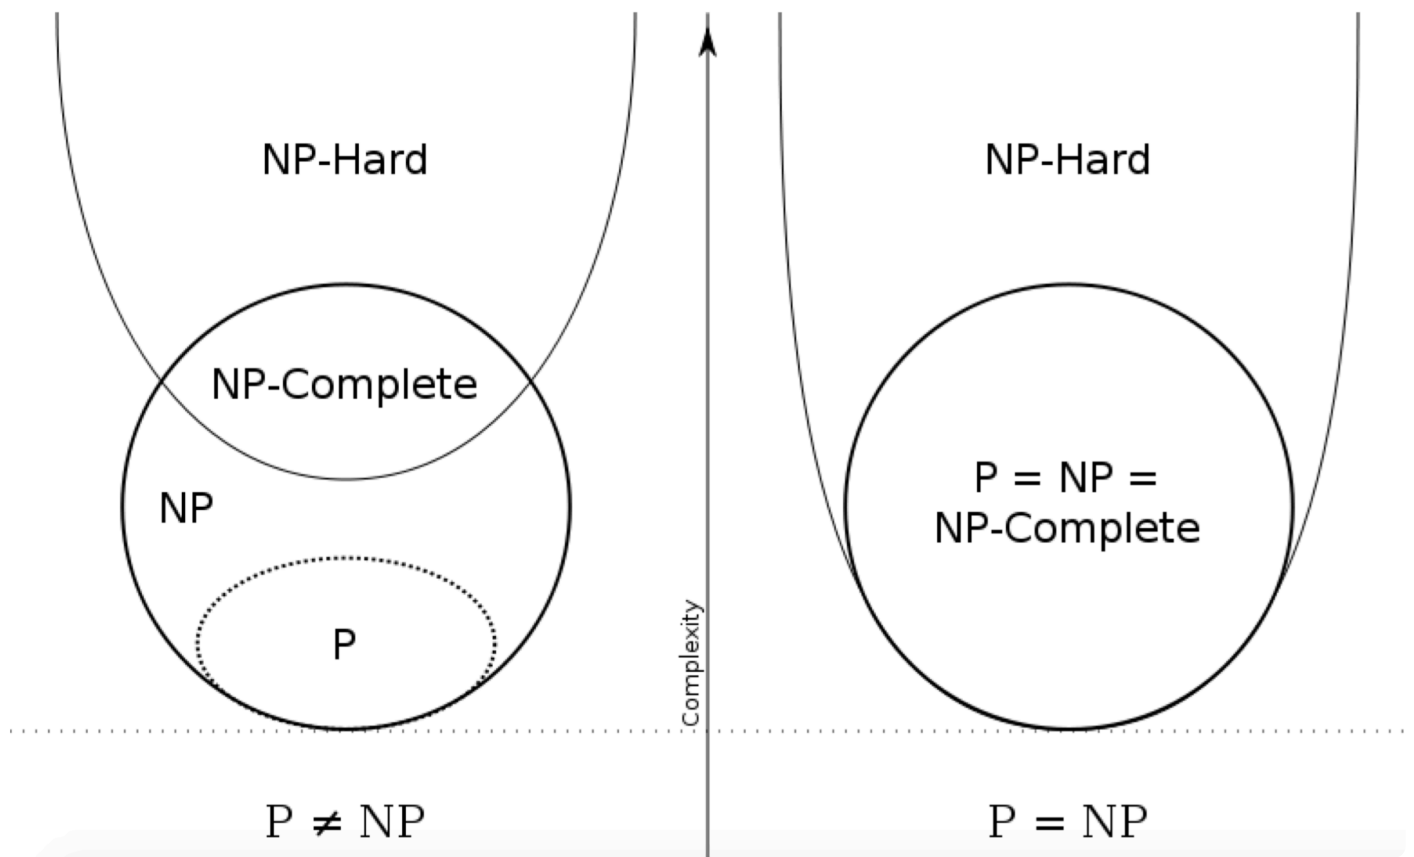 NP-Hard
NP-Complete
NP
P
P ≠ NP
Complexity
NP-Hard
P = NP =
NP-Complete
P = NP